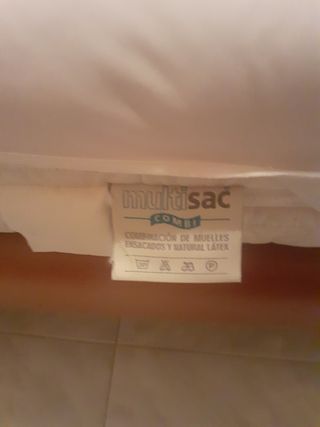 multisac
COMBI
COMBINACIÓN DE MUELLES
ENSACADOS Y NATURAL LÁTEX